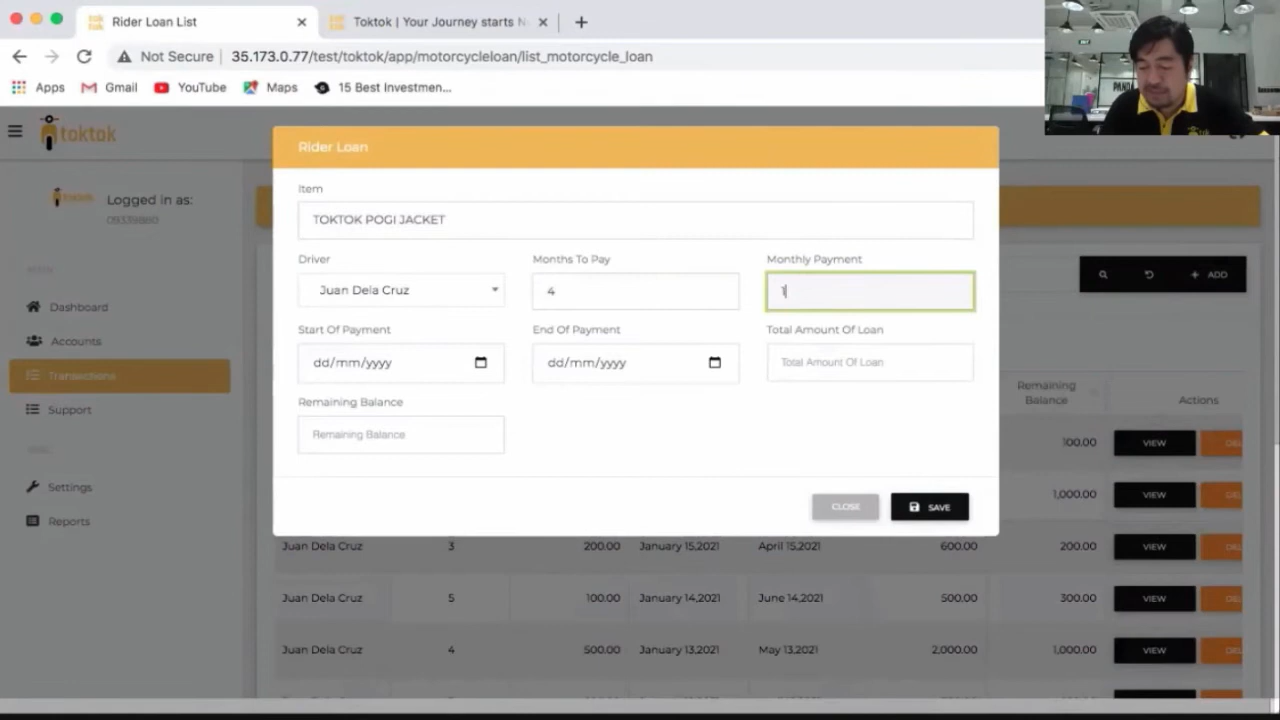 Rider Loan List
Toktok | Your Journey starts N
Not Secure | 35.173.0.77/test/toktok/app/motorcycleloan/list_motorcycle_loan
Apps Gmail YouTube Maps 15 Best Investmen...
toktok
Logged in as:
Dashboard
Accounts
Transactions
Support
Settings
Reports
Rider Loan
Item
TOKTOK POGI JACKET
Driver Months To Pay Monthly Payment
Juan Dela Cruz 4 1
Start Of Payment End Of Payment Total Amount Of Loan
dd/mm/yyyy dd/mm/yyyy Total Amount Of Loan
Remaining Balance
Remaining Balance
CLOSE SAVE
ADD
Remaining
Balance Actions
100.00 VIEW
1,000.00 VIEW
Juan Dela Cruz 3 200.00 January 15,2021 April 15,2021 600.00 200.00 VIEW
Juan Dela Cruz 5 100.00 January 14,2021 June 14,2021 500.00 300.00 VIEW
Juan Dela Cruz 4 500.00 January 13,2021 May 13,2021 2,000.00 1,000.00 VIEW